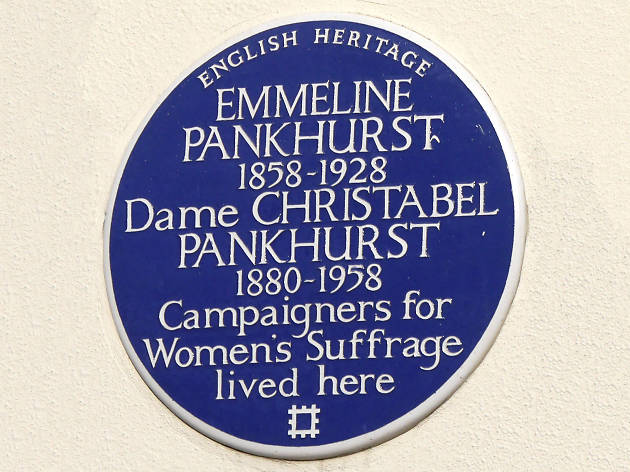 ENGLISH HERITAGE
EMMELINE
PANKHURST
1858-1928
Dame CHRISTABEL
PANKHURST
1880-1958
Campaigners for
Women's Suffrage
lived here